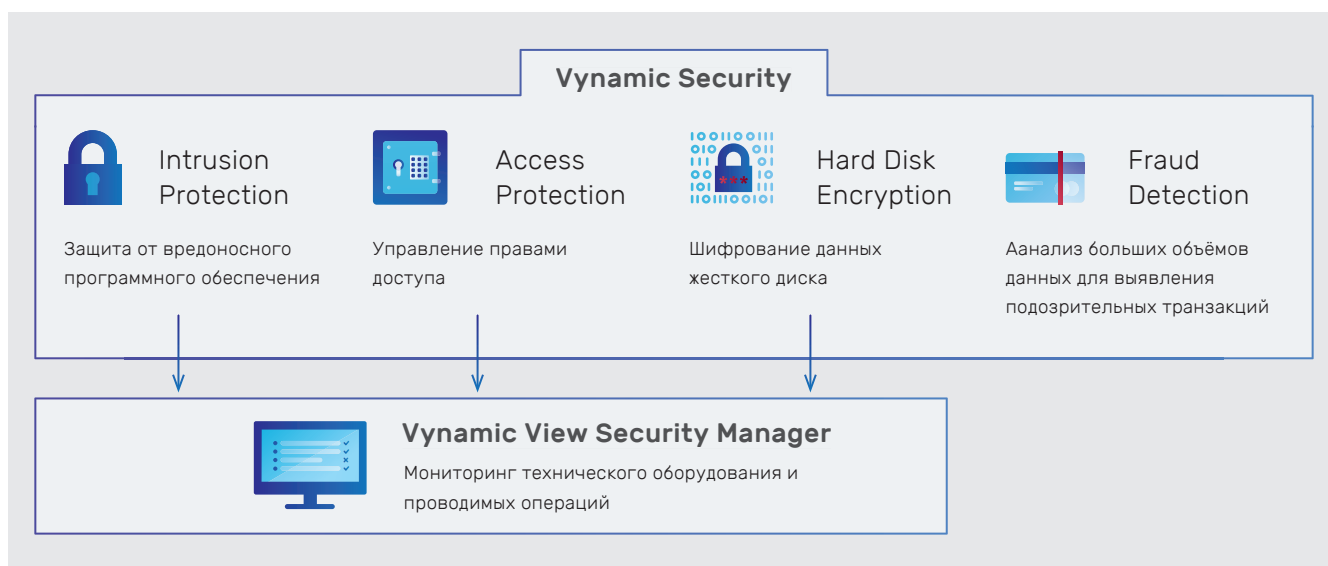 Vynamic Security
Intrusion
Protection
Защита от вредоносного
программного обеспечения
Access
Protection
Управление правами
доступа
10010110011
***
11011100101
Hard Disk
Encryption
Шифрование данных
жесткого диска
Fraud
Detection
Аанализ больших объёмов
данных для выявления
подозрительных транзакций
Vynamic View Security Manager
Мониторинг технического оборудования и
проводимых операций